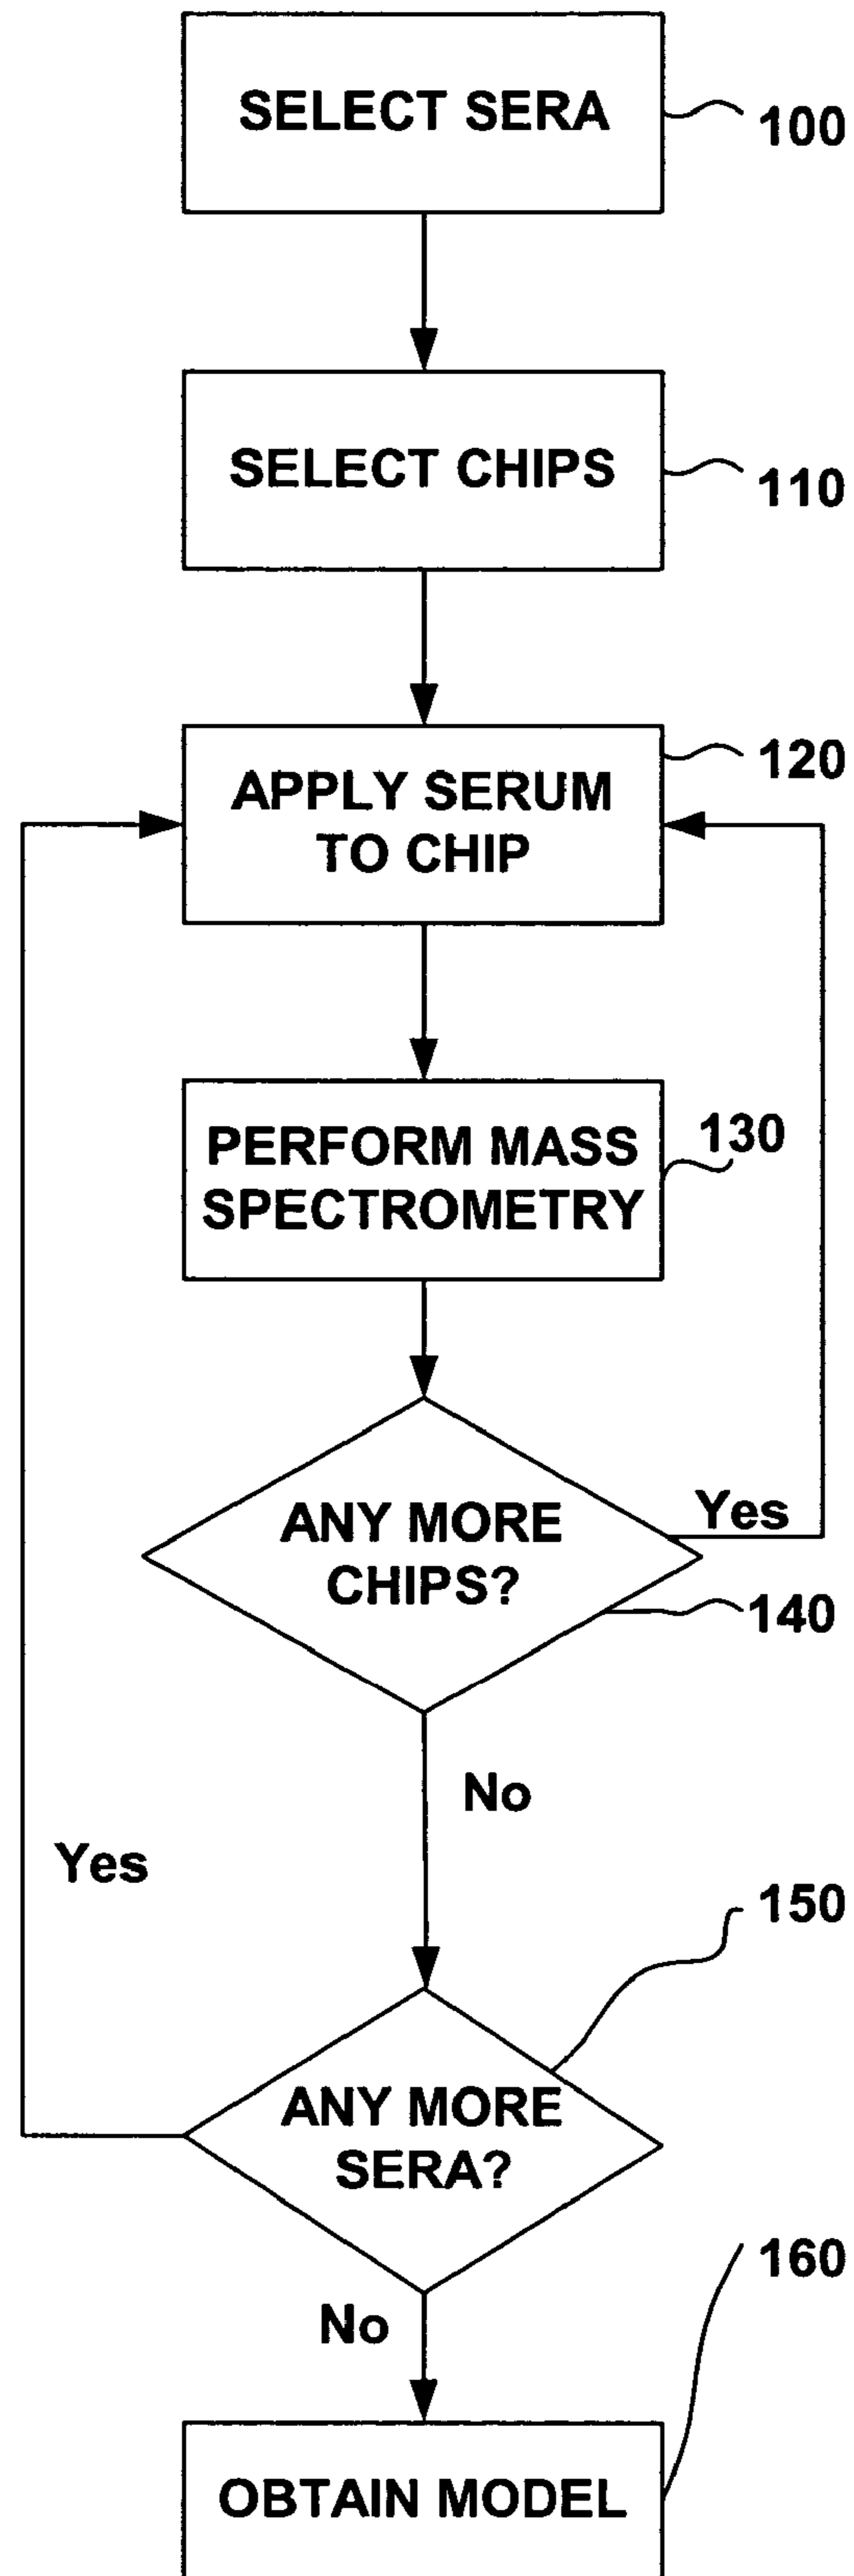 SELECT SERA
100
SELECT CHIPS
110
APPLY SERUM
TO CHIP
120
PERFORM MASS
SPECTROMETRY
130
ANY MORE
CHIPS?
Yes
140
No
Yes
150
ANY MORE
SERA?
No
160
OBTAIN MODEL